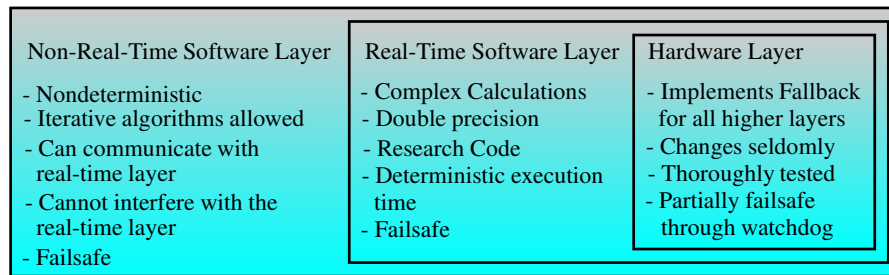 Non-Real-Time Software Layer
- Nondeterministic
- Iterative algorithms allowed
- Can communicate with
real-time layer
- Cannot interfere with the
real-time layer
- Failsafe
Real-Time Software Layer
- Complex Calculations
- Double precision
- Research Code
- Deterministic execution
time
- Failsafe
Hardware Layer
- Implements Fallback
for all higher layers
- Changes seldomly
- Thoroughly tested
- Partially failsafe
through watchdog